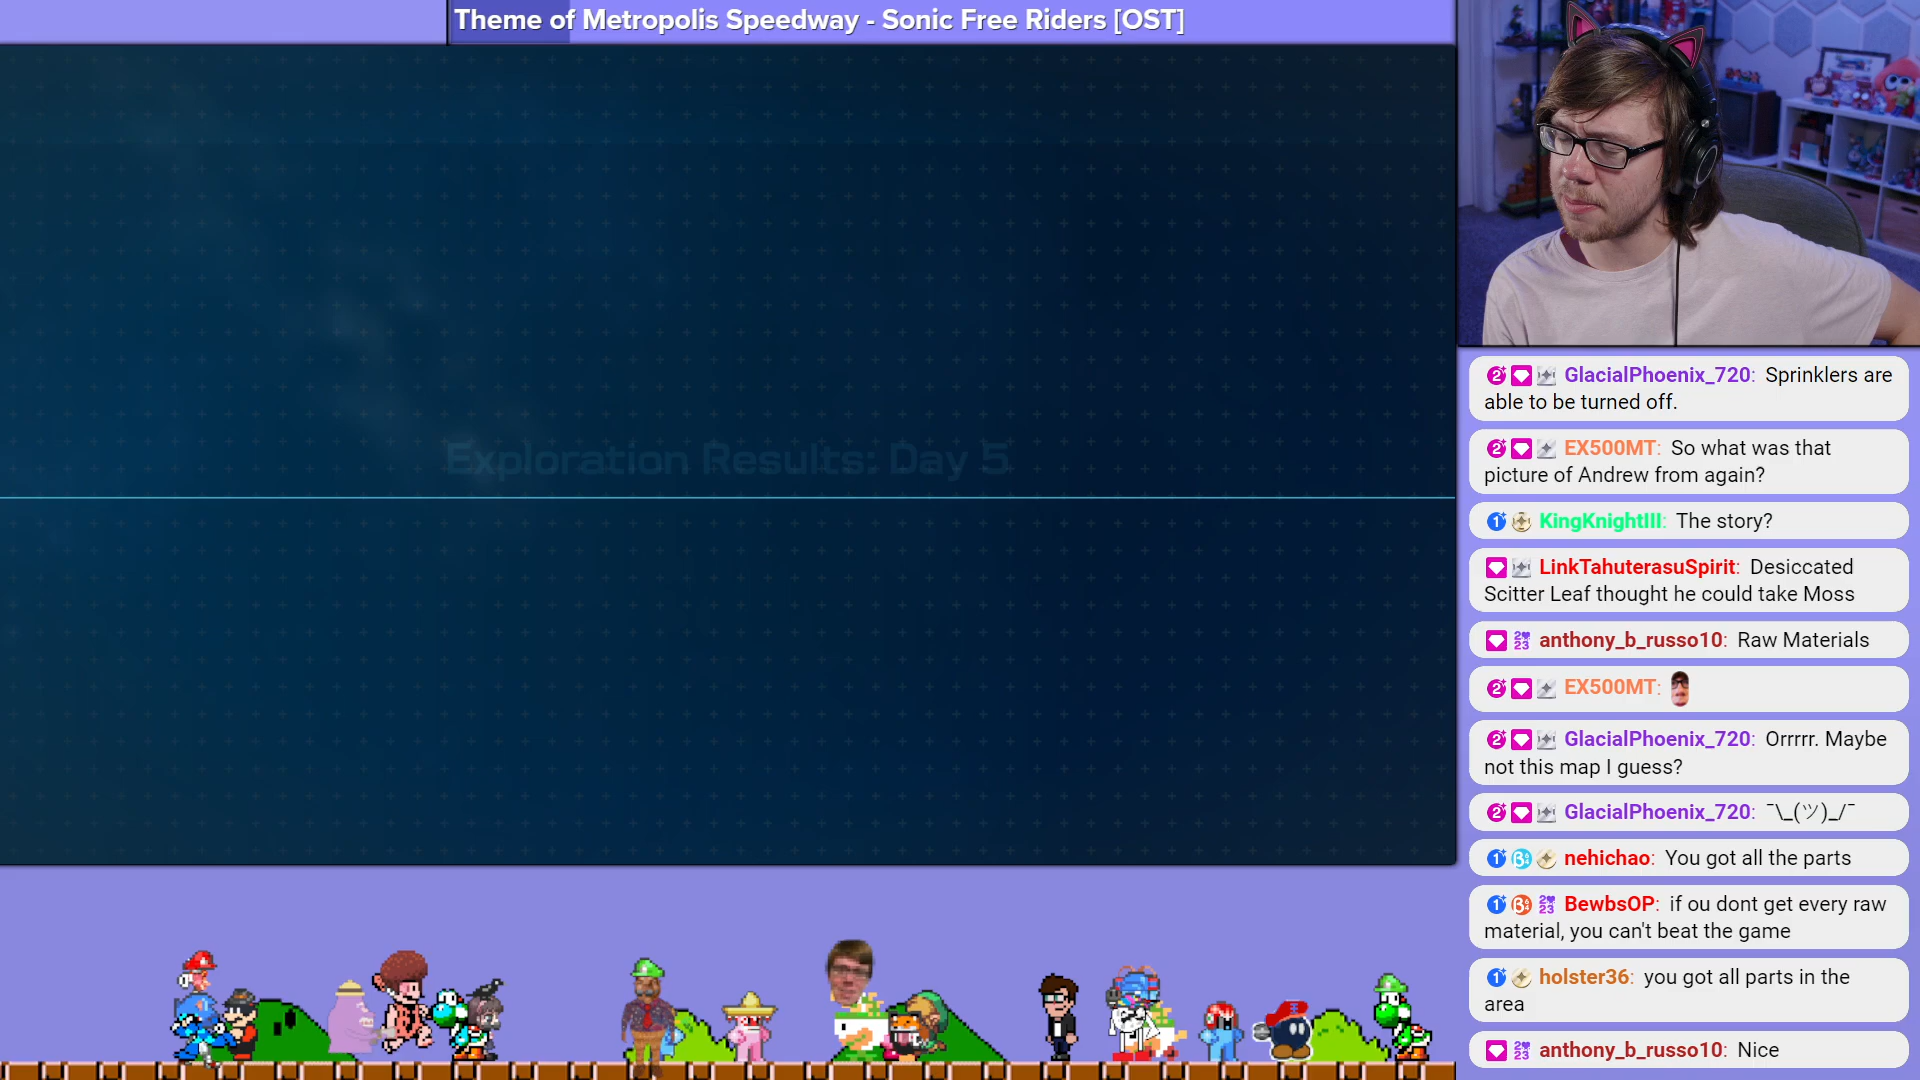 Theme of Metropolis Speedway - Sonic Free Riders [OST]
Exploration Results: Day 5
GlacialPhoenix_720: Sprinklers are
able to be turned off.
EX500MT: So what was that
picture of Andrew from again?
KingKnightIII: The story?
LinkTahuterasuSpirit: Desiccated
Scitter Leaf thought he could take Moss
anthony_b_russo10: Raw Materials
EX500MT:
GlacialPhoenix_720: Orrrrr. Maybe
not this map I guess?
GlacialPhoenix_720: ¯\_(ツ)_/¯
nehichao: You got all the parts
BewbsOP: if ou dont get every raw
material, you can't beat the game
holster36: you got all parts in the
area
anthony_b_russo10: Nice